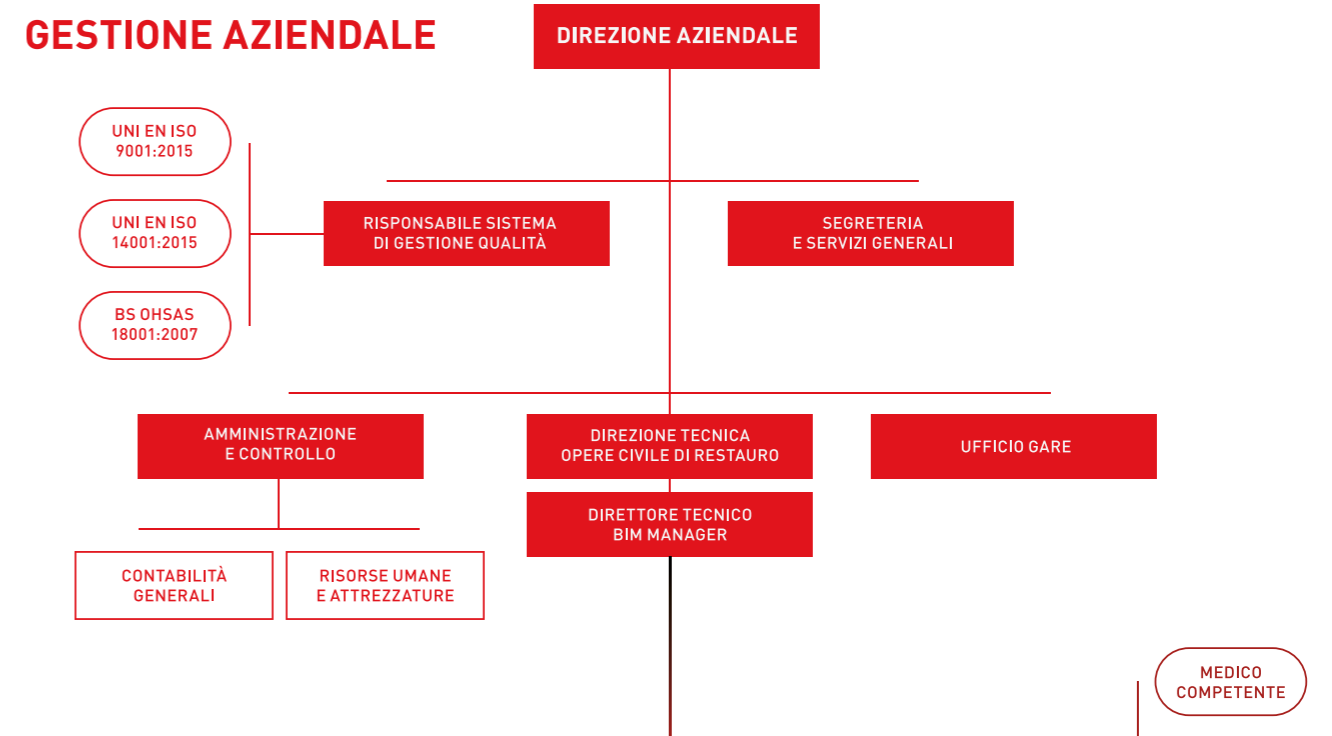 GESTIONE AZIENDALE
DIREZIONE AZIENDALE
UNI EN ISO
9001:2015
UNI EN ISO
14001:2015
BS OHSAS
18001:2007
RISPONSABILE SISTEMA
DI GESTIONE QUALITÀ
SEGRETERIA
E SERVIZI GENERALI
AMMINISTRAZIONE
E CONTROLLO
DIREZIONE TECNICA
OPERE CIVILE DI RESTAURO
UFFICIO GARE
DIRETTORE TECNICO
BIM MANAGER
CONTABILITÀ
GENERALI
RISORSE UMANE
E ATTREZZATURE
MEDICO
COMPETENTE